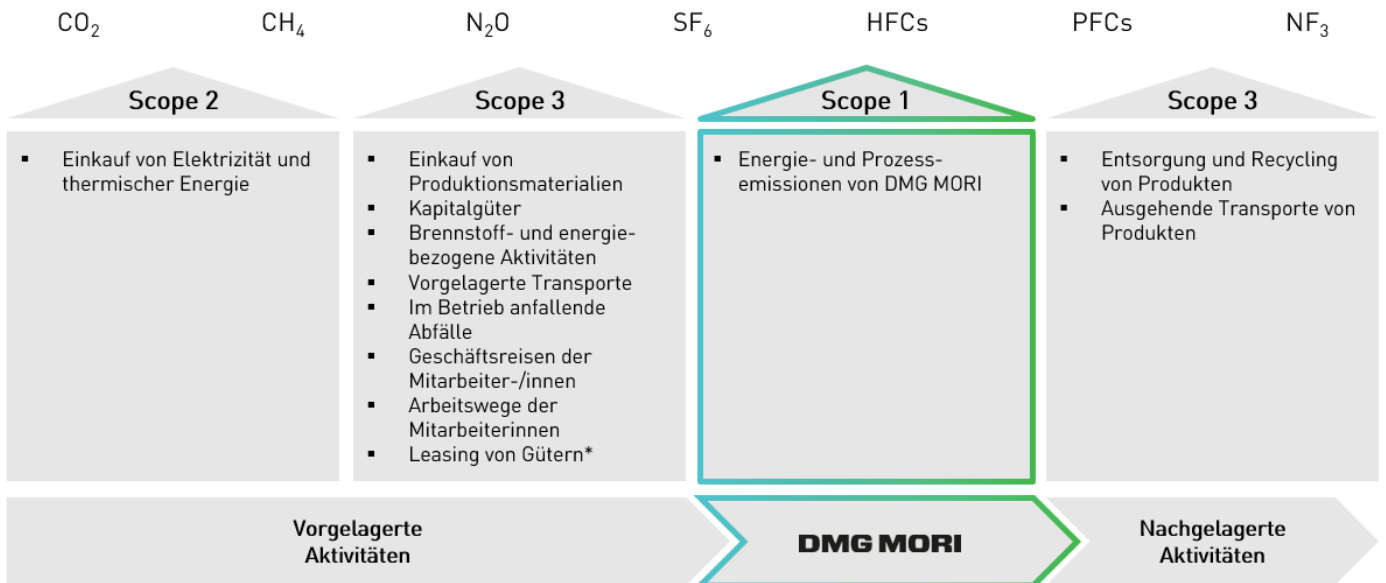 CO₂ CH₄ N₂O SF₆ HFCs PFCs NF₃
Scope 2
▪ Einkauf von Elektrizität und
thermischer Energie
Scope 3
▪ Einkauf von
Produktionsmaterialien
▪ Kapitalgüter
▪ Brennstoff- und energie-
bezogene Aktivitäten
▪ Vorgelagerte Transporte
▪ Im Betrieb anfallende
Abfälle
▪ Geschäftsreisen der
Mitarbeiter-/innen
▪ Arbeitswege der
Mitarbeiterinnen
▪ Leasing von Gütern*
Scope 1
▪ Energie- und Prozess-
emissionen von DMG MORI
Scope 3
▪ Entsorgung und Recycling
von Produkten
▪ Ausgehende Transporte von
Produkten
Vorgelagerte
Aktivitäten
DMG MORI
Nachgelagerte
Aktivitäten